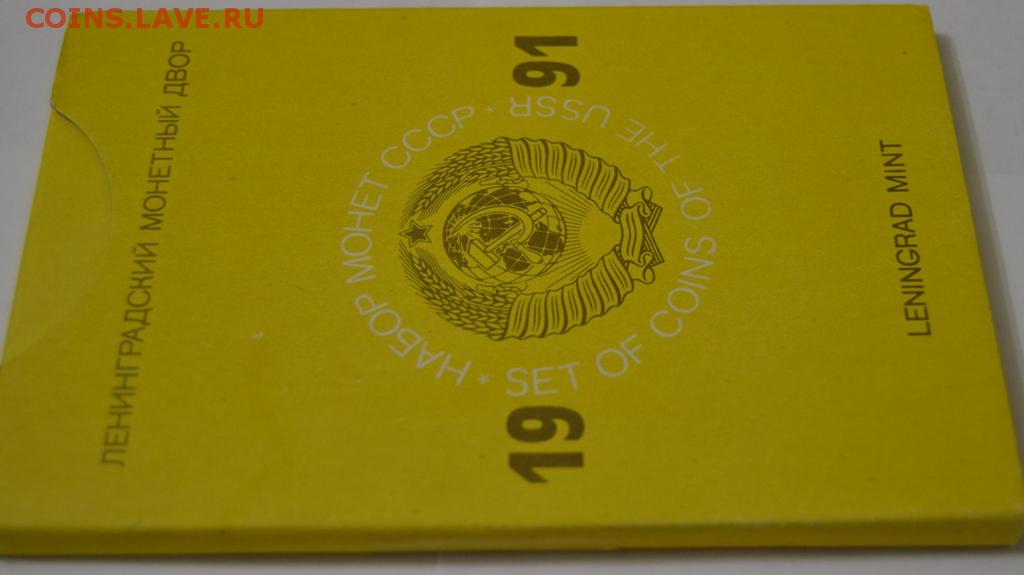 COINS.LAVE.RU
ЛЕНИНГРАДСКИЙ МОНЕТНЫЙ ДВОР
НАБОР МОНЕТ СССР *
19 91
* SET OF COINS OF THE USSR
LENINGRAD MINT